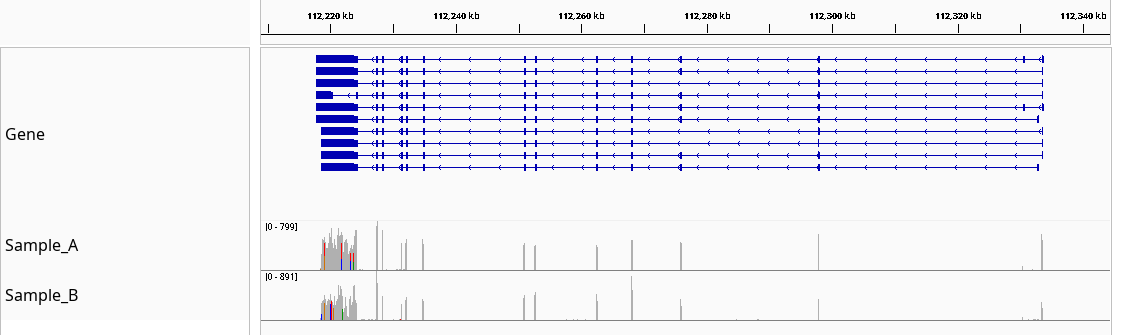 112,220 kb 112,240 kb 112,260 kb 112,280 kb 112,300 kb 112,320 kb 112,340 kb
Gene
[0 - 799]
Sample_A
[0 - 891]
Sample_B